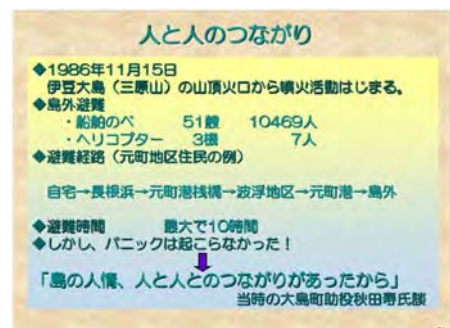 人と人のつながり
◆1986年11月15日
伊豆大島（三原山）の山頂火口から噴火活動はじまる。
◆島外避難
・船舶のべ 51艘 10469人
・ヘリコプター 3機 7人
◆避難経路（元町地区住民の例）
自宅→長根浜→元町港桟橋→波浮地区→元町港→島外
◆避難時間 最大で10時間
◆しかし、パニックは起こらなかった！
「島の人情、人と人とのつながりがあったから」
当時の大島町助役秋田寿氏談